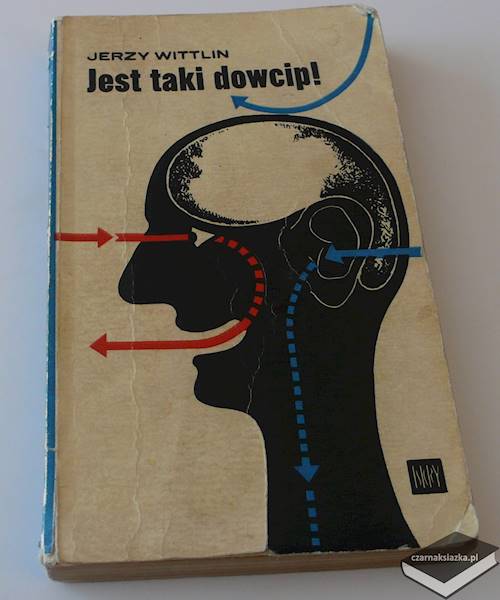 JERZY WITTLIN
Jest taki dowcip!
czarnaksiazka.pl